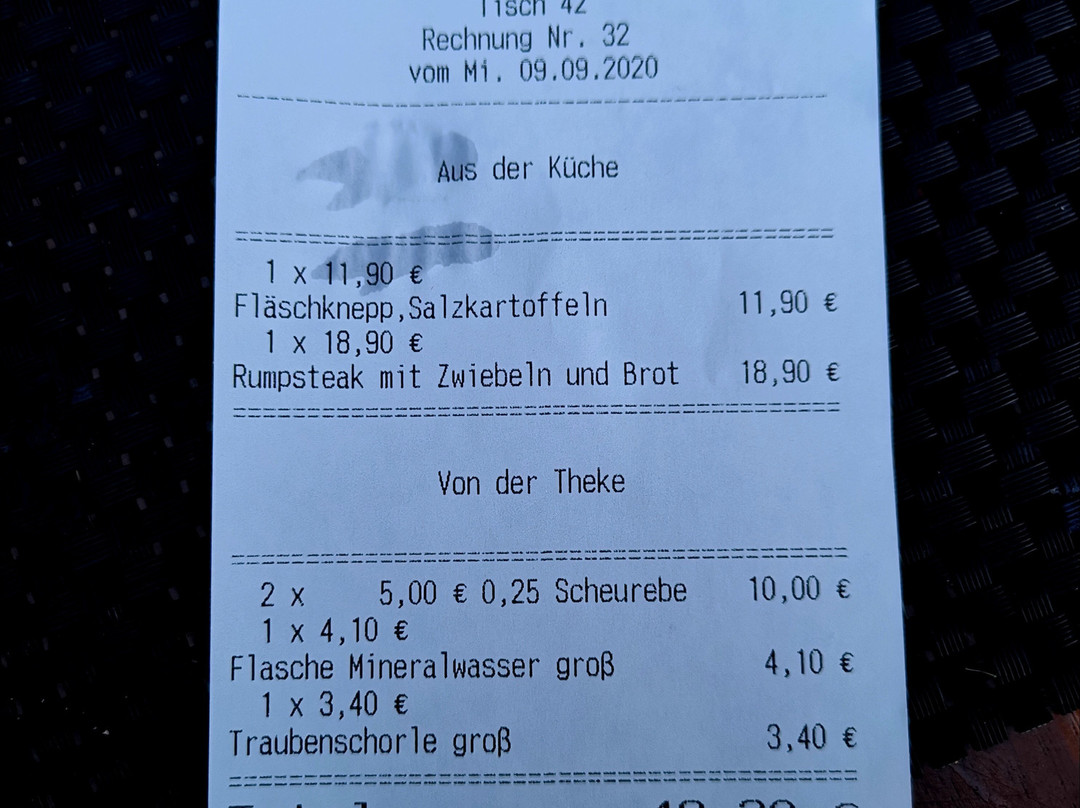 Tisch 42
Rechnung Nr. 32
vom Mi. 09.09.2020
Aus der Küche
1 x 11,90 €
Fläschknepp,Salzkartoffeln 11,90 €
1 x 18,90 €
Rumpsteak mit Zwiebeln und Brot 18,90 €
Von der Theke
2 x 5,00 € 0,25 Scheurebe 10,00 €
1 x 4,10 €
Flasche Mineralwasser groß 4,10 €
1 x 3,40 €
Traubenschorle groß 3,40 €